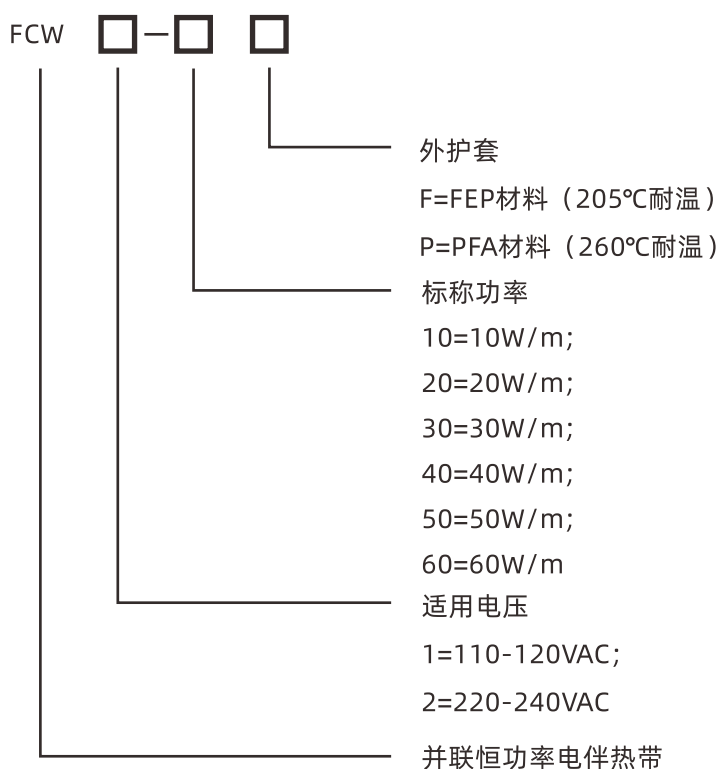 FCW □-□ □
外护套
F=FEP材料（205℃耐温）
P=PFA材料（260℃耐温）
标称功率
10=10W/m;
20=20W/m;
30=30W/m;
40=40W/m;
50=50W/m;
60=60W/m
适用电压
1=110-120VAC;
2=220-240VAC
并联恒功率电伴热带